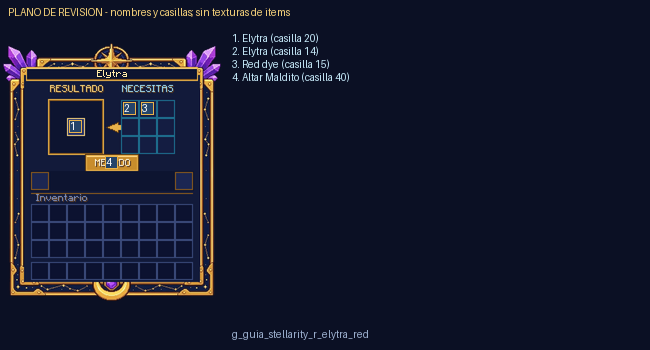 PLANO DE REVISION - nombres y casillas; sin texturas de items
1. Elytra (casilla 20)
2. Elytra (casilla 14)
3. Red dye (casilla 15)
4. Altar Maldito (casilla 40)
Elytra
RESULTADO NECESITAS
2 3
1
ME4DO
Inventario
g_guia_stellarity_r_elytra_red